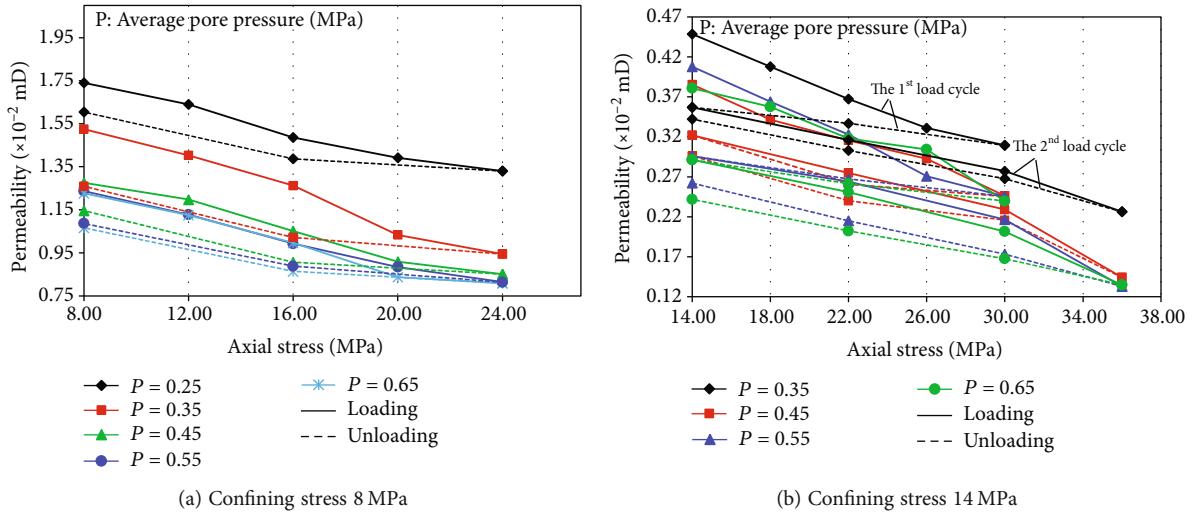 P: Average pore pressure (MPa)
Permeability (×10⁻² mD)
1.95
1.75
1.55
1.35
1.15
0.95
0.75
8.00 12.00 16.00 20.00 24.00
Axial stress (MPa)
P = 0.25
P = 0.35
P = 0.45
P = 0.55
P = 0.65
Loading
Unloading
(a) Confining stress 8 MPa
P: Average pore pressure (MPa)
Permeability (×10⁻² mD)
0.47
0.42
0.37
0.32
0.27
0.22
0.17
0.12
The 1st load cycle
The 2nd load cycle
14.00 18.00 22.00 26.00 30.00 34.00 38.00
Axial stress (MPa)
P = 0.35
P = 0.45
P = 0.55
P = 0.65
Loading
Unloading
(b) Confining stress 14 MPa